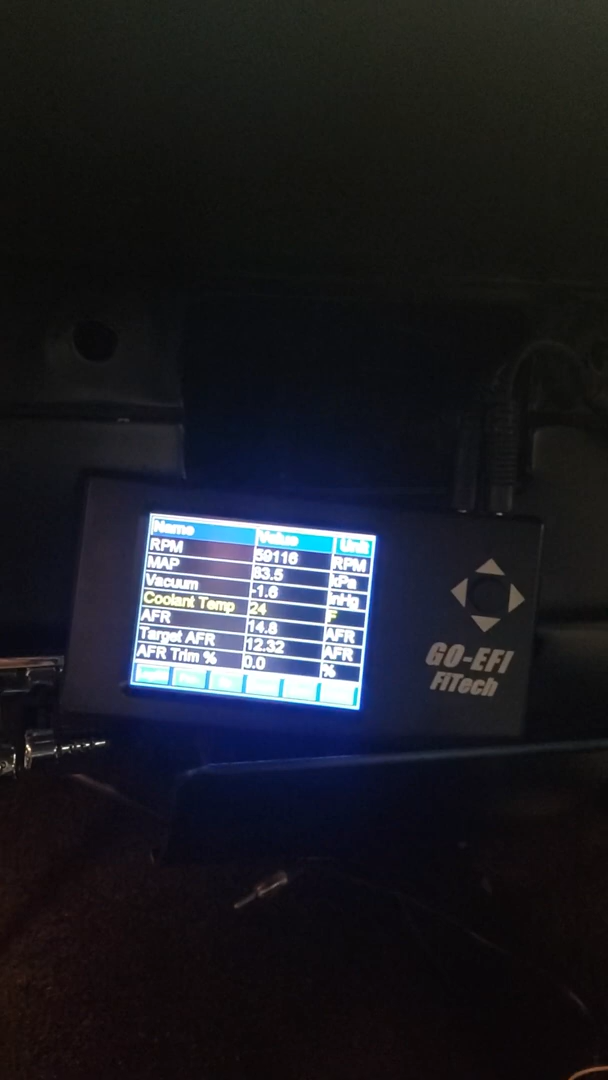 Name Value Unit
RPM 59116 RPM
MAP 83.5 kPa
Vacuum -1.6 inHg
Coolant Temp 24 F
AFR 14.8 AFR
Target AFR 12.32 AFR
AFR Trim % 0.0 %
GO-EFI
FiTech